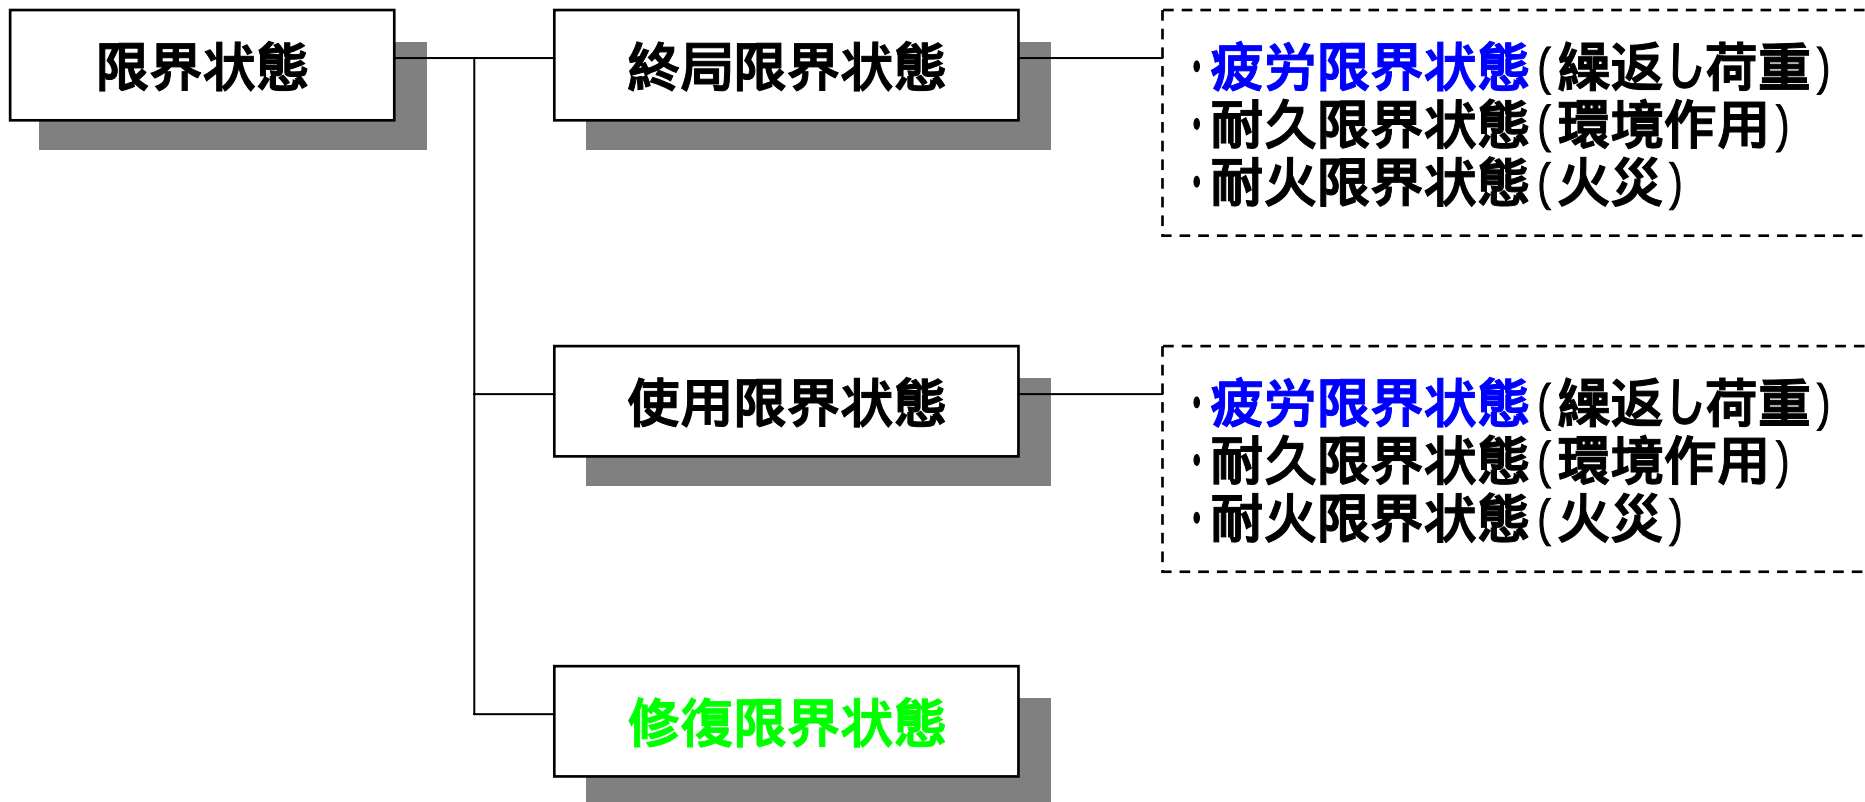 限界状態
終局限界状態
・疲労限界状態(繰返し荷重)
・耐久限界状態(環境作用)
・耐火限界状態(火災)
使用限界状態
・疲労限界状態(繰返し荷重)
・耐久限界状態(環境作用)
・耐火限界状態(火災)
修復限界状態